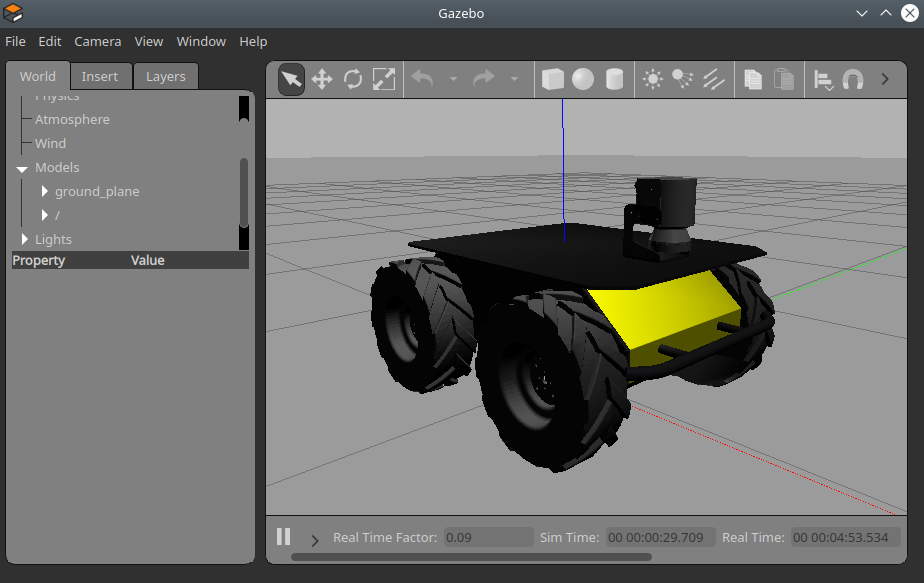 Gazebo
File Edit Camera View Window Help
World Insert Layers
Physics
Atmosphere
Wind
Models
ground_plane
/
Lights
Property Value
Real Time Factor: 0.09 Sim Time: 00 00:00:29.709 Real Time: 00 00:04:53.534